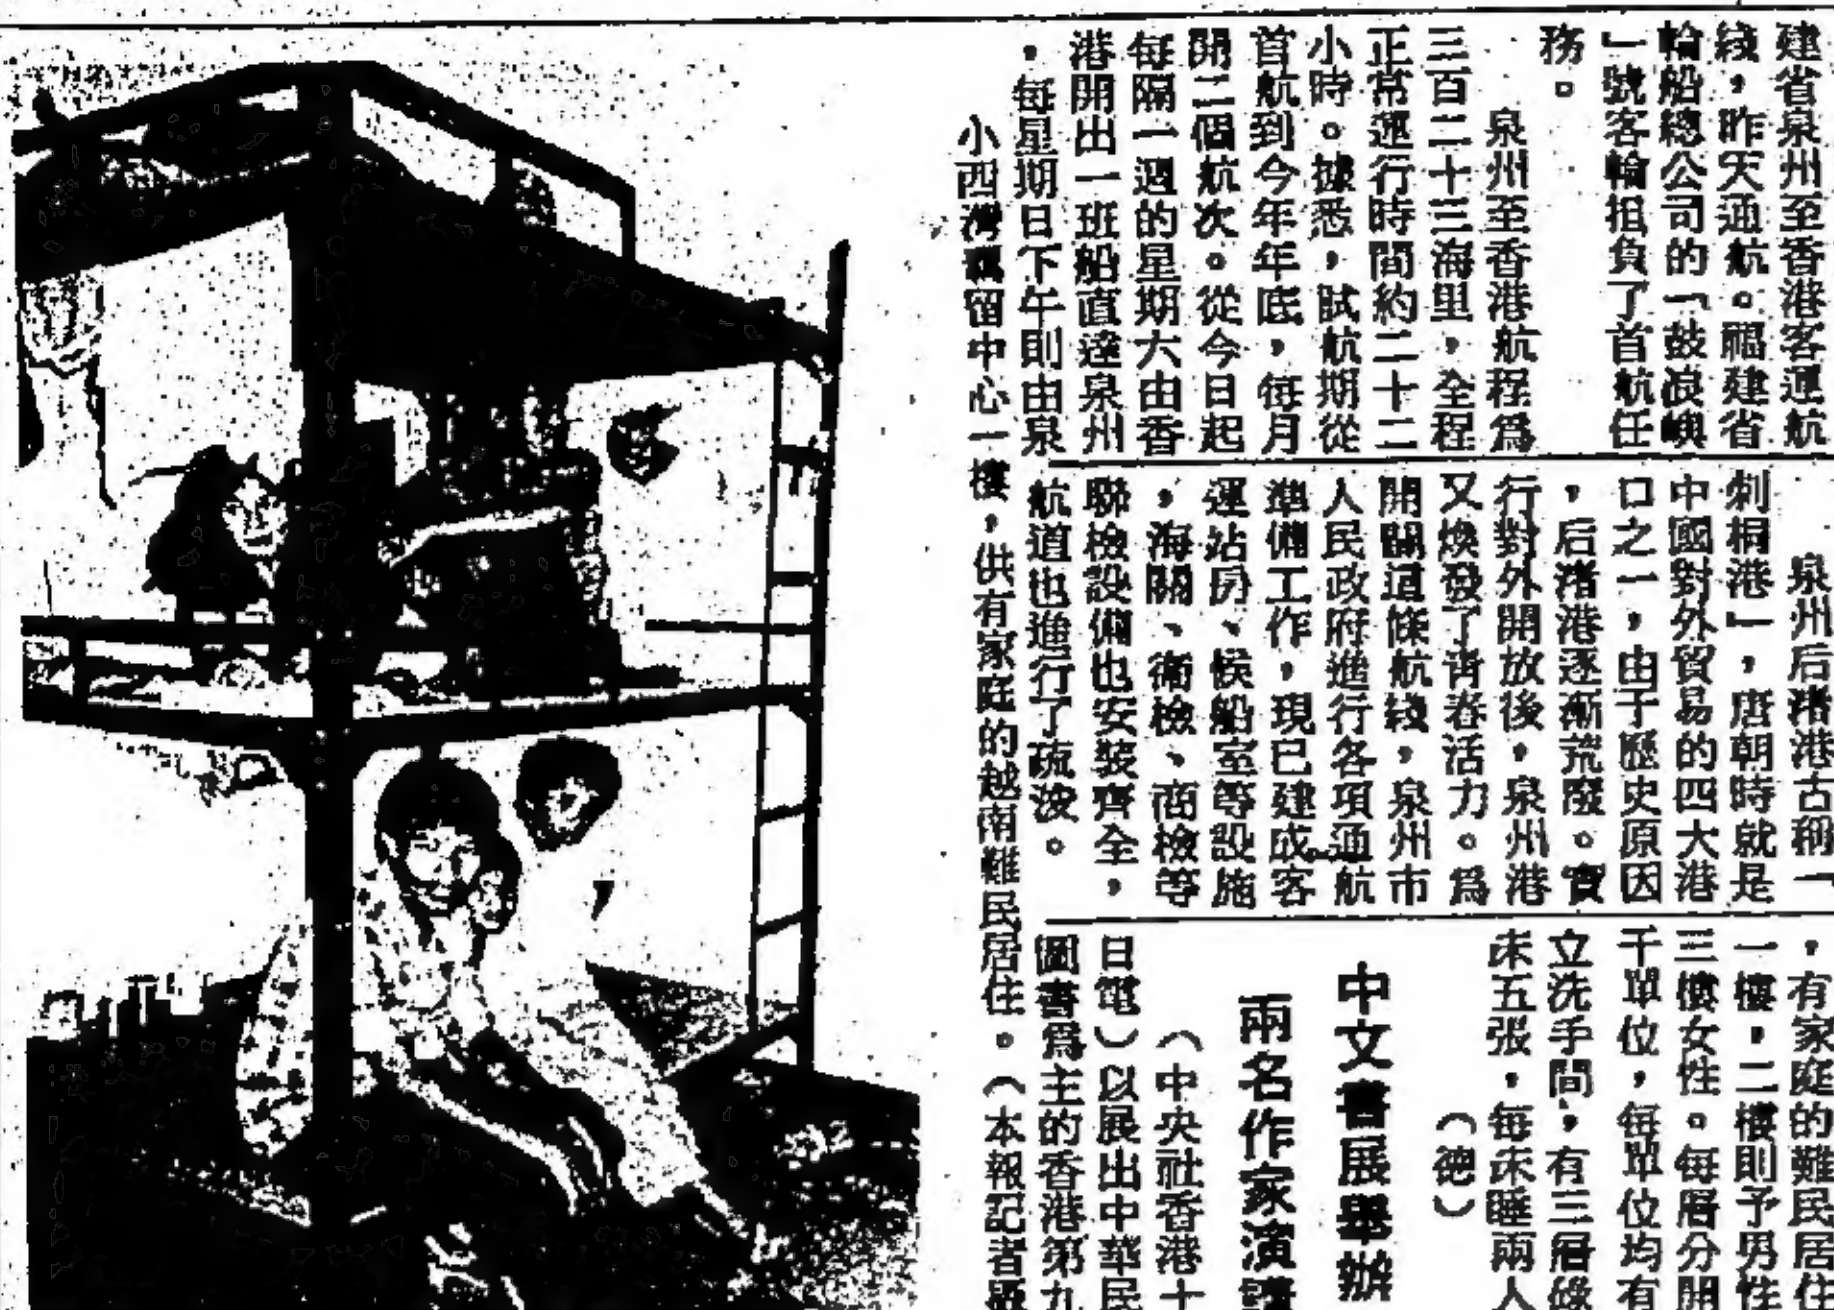 建省泉州至香港客運航
綫，昨天通航。福建省
輪船總公司的「鼓浪嶼
」號客輪担負了首航任
務。
泉州至香港航程爲
三百二十三海里，全程
正常運行時間約二十二
小時。據悉，試航期從
首航到今年年底，每月
開二個航次。從今日起
每隔一週的星期六由香
港開出一班船直達泉州
，每星期日下午則由泉
泉州后渚港古稱「
刺桐港」，唐朝時就是
中國對外貿易的四大港
口之一，由于歷史原因
，后渚港逐漸荒廢。實
行對外開放後，泉州港
又煥發了青春活力。爲
開闢這條航綫，泉州市
人民政府進行各項通航
準備工作，現已建成客
運站房、候船室等設施
，海關、衛檢、商檢等
聯檢設備也安裝齊全，
航道也進行了疏浚。
小西灣羈留中心一樓，供有家庭的越南難民居住。（本報記者
，有家庭的難民居住
一樓，二樓則予男性
三樓女性。每層分開
干單位，每單位均有
立洗手間，有三層碌
床五張，每床睡兩人
（德）
中文書展舉辦
兩名作家演講
（中央社香港十
日電）以展出中華民
圖書爲主的香港第九